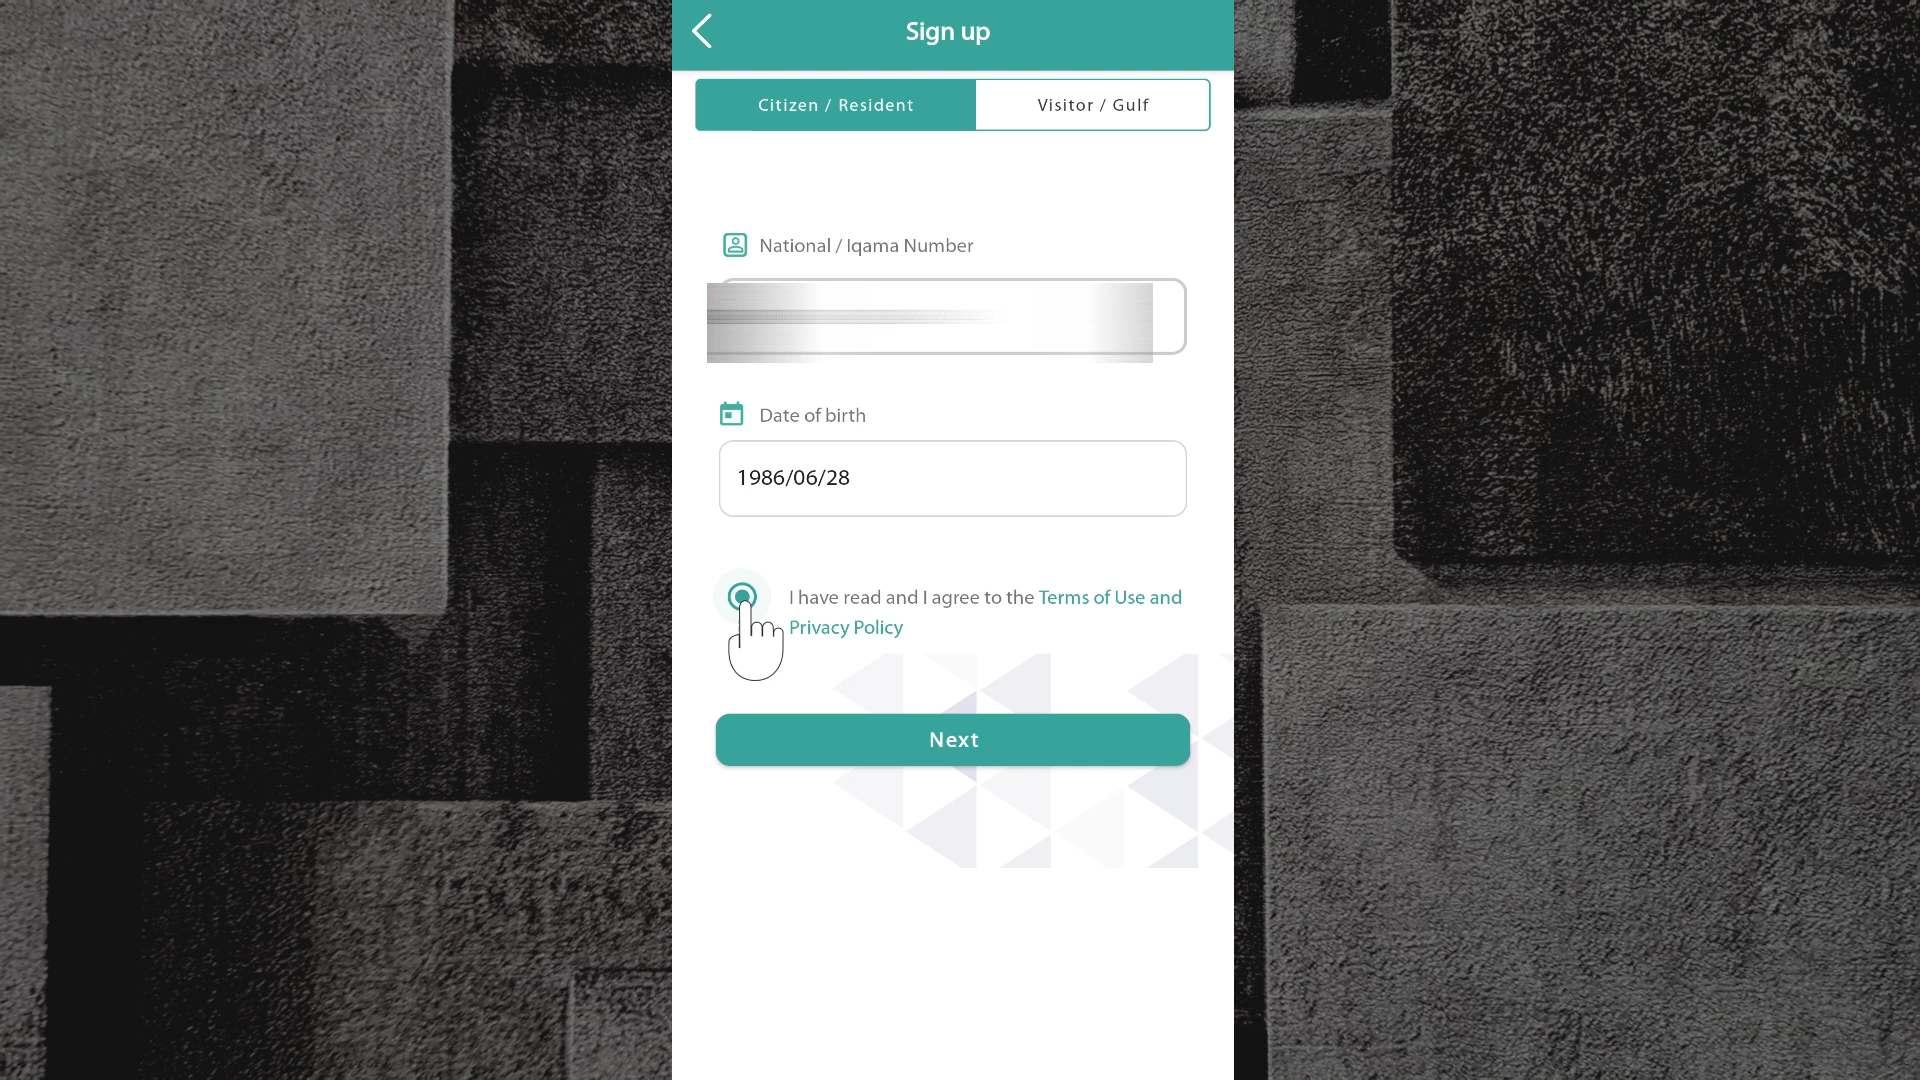 Sign up
Citizen / Resident
Visitor / Gulf
National / Iqama Number
Date of birth
1986/06/28
I have read and I agree to the Terms of Use and
Privacy Policy
Next